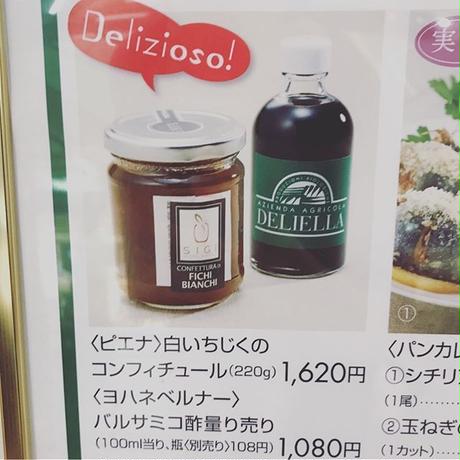 Delizioso!
SIGI
CONFETTURA DI
FICHI
BIANCHI
AZIENDA AGRICOLA
DELIELLA
〈ピエナ〉白いちじくの
コンフィチュール(220g)1,620円
〈ヨハネベルナー〉
バルサミコ酢量り売り
(100ml当り、瓶〈別売り〉108円) 1,080円
実
①
〈パンカレ
①シチリ
(1尾)………
②玉ねぎの
(1カット)……